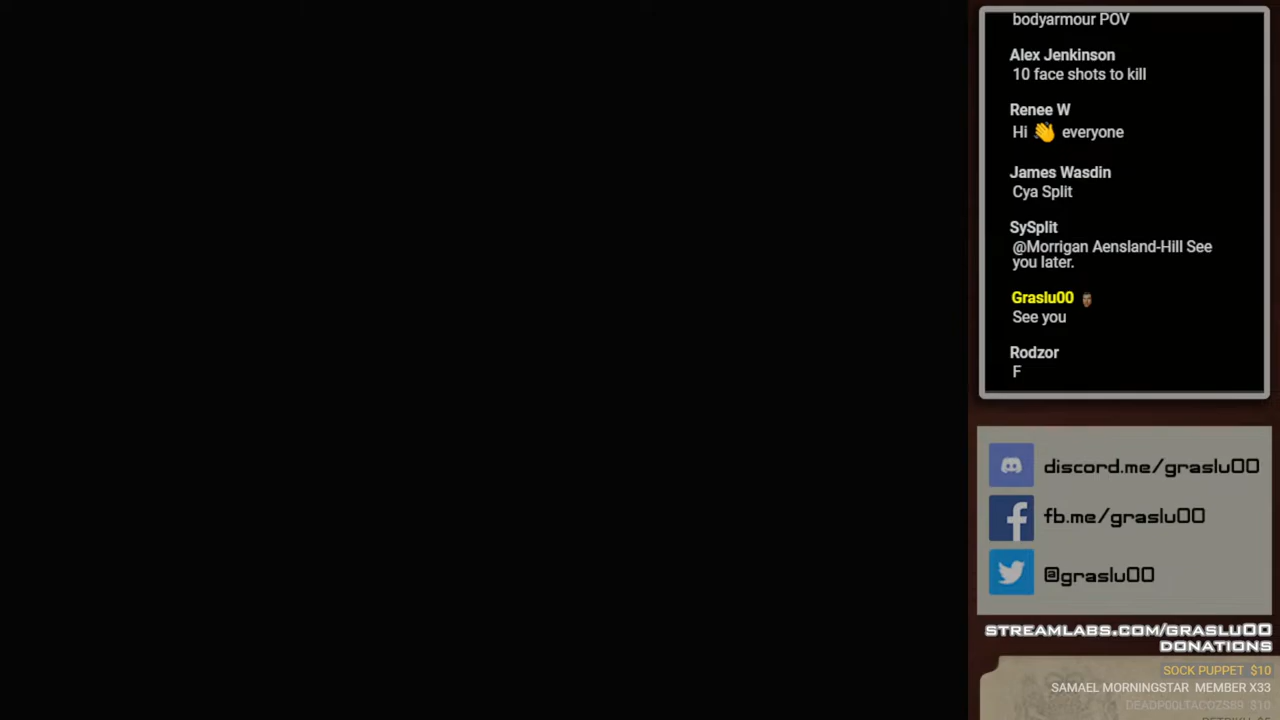 bodyarmour POV
Alex Jenkinson
10 face shots to kill
Renee W
Hi 👋 everyone
James Wasdin
Cya Split
SySplit
@Morrigan Aensland-Hill See
you later.
Graslu00
See you
Rodzor
F
discord.me/graslu00
fb.me/graslu00
@graslu00
STREAMLABS.COM/GRASLU00
DONATIONS
SOCK PUPPET $10
SAMAEL MORNINGSTAR MEMBER X33
DEADP00LTACOZS89 $10